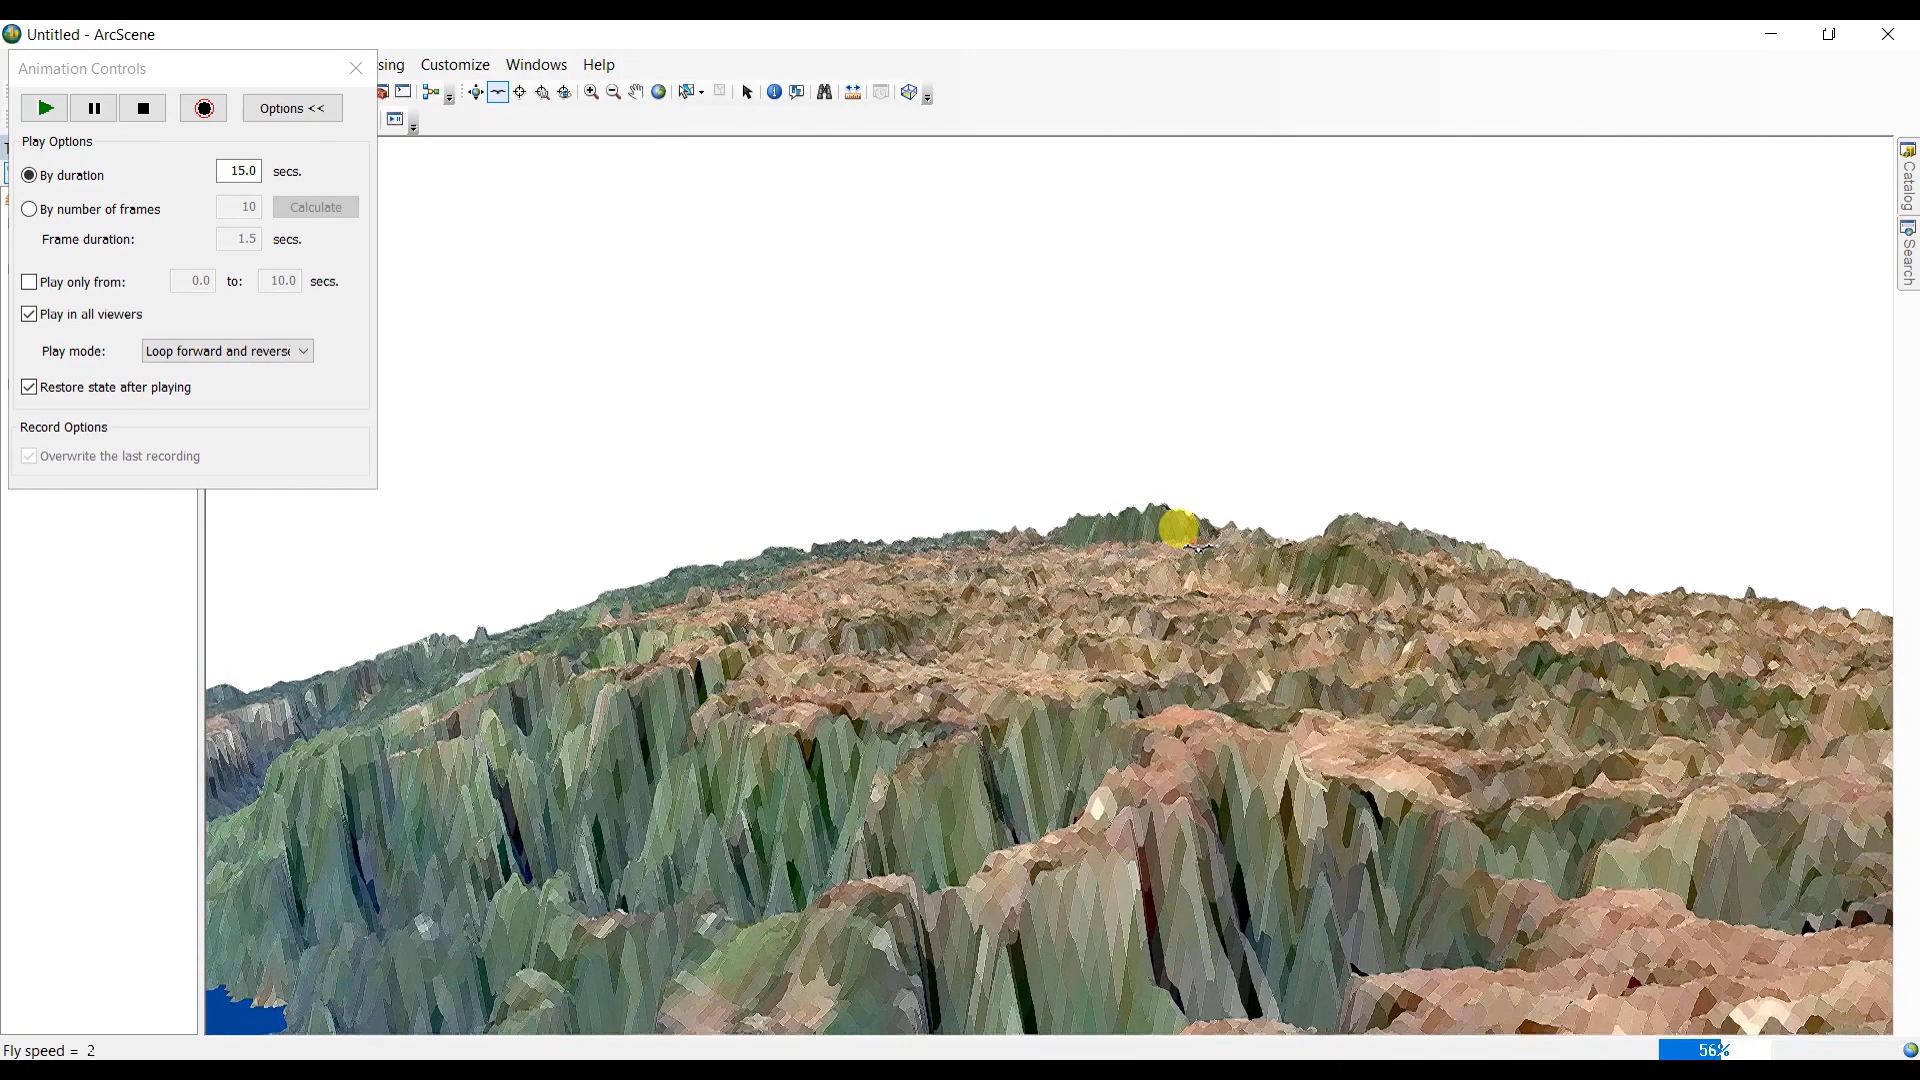 Untitled - ArcScene
Animation Controls
sing Customize Windows Help
Options <<
Play Options
By duration 15.0 secs.
By number of frames 10 Calculate
Frame duration: 1.5 secs.
Play only from: 0.0 to: 10.0 secs.
Play in all viewers
Play mode: Loop forward and reverse
Restore state after playing
Record Options
Overwrite the last recording
Catalog
Search
Fly speed = 2
56%